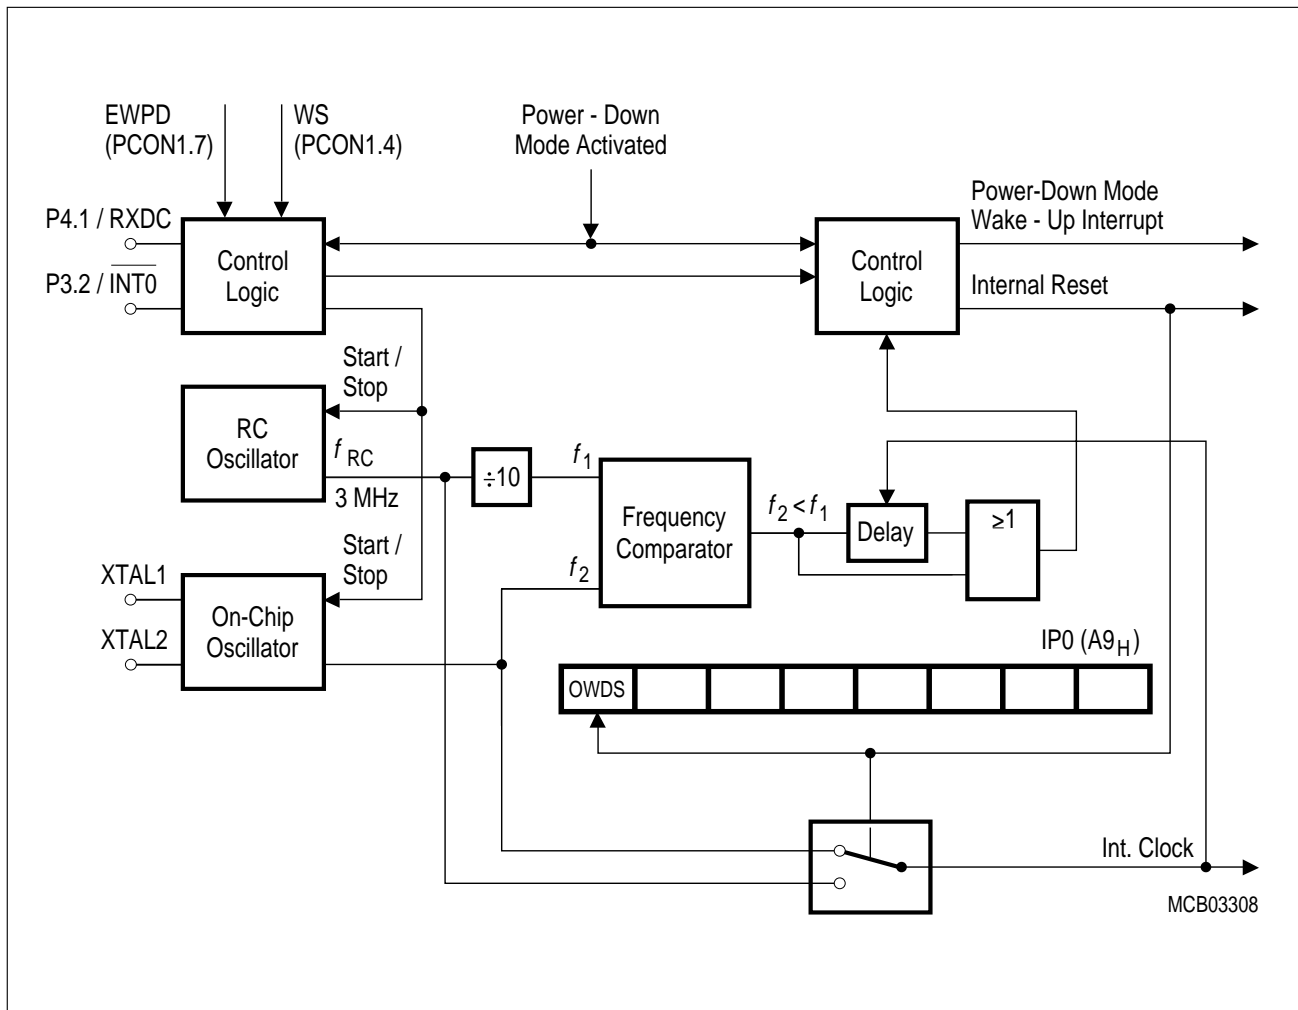 EWPD
(PCON1.7)
WS
(PCON1.4)
Power - Down
Mode Activated
P4.1 / RXDC
P3.2 / INT0
Control
Logic
Control
Logic
Power-Down Mode
Wake - Up Interrupt
Internal Reset
Start /
Stop
RC
Oscillator
f RC
3 MHz
÷10
f1
Frequency
Comparator
f2
f2 < f1
Delay
≥1
Start /
Stop
XTAL1
XTAL2
On-Chip
Oscillator
IP0 (A9H)
OWDS
Int. Clock
MCB03308